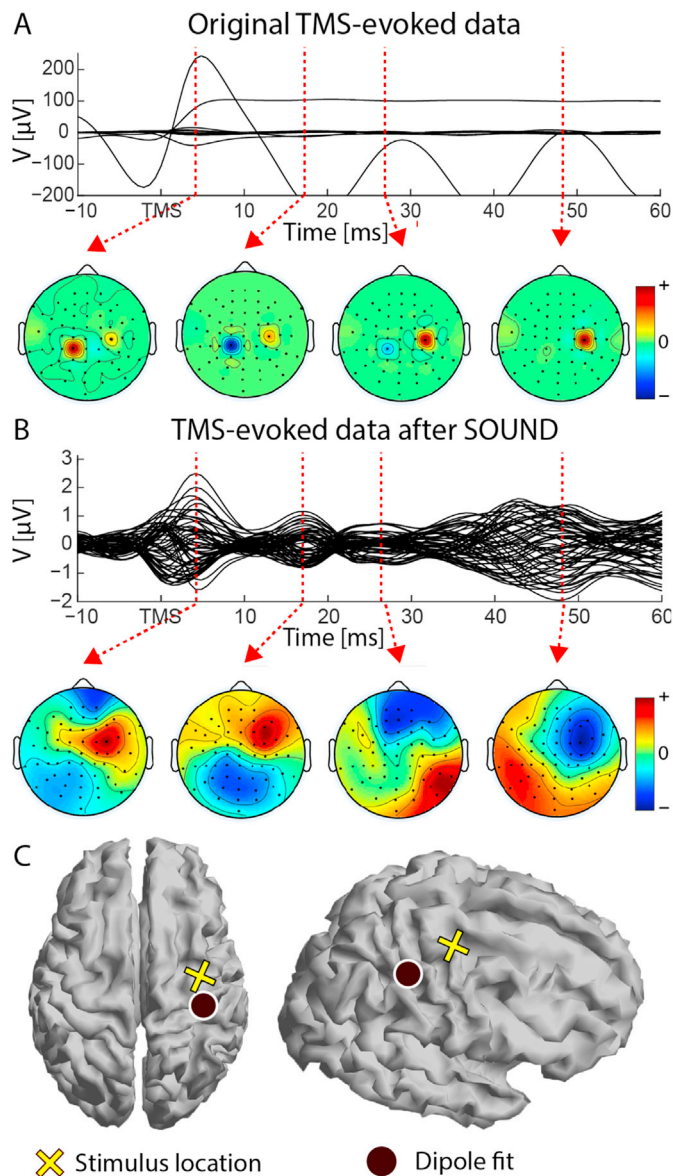 A
Original TMS-evoked data
V [µV]
200
100
0
−100
−200
−10
TMS
10
20
30
40
50
60
Time [ms]
+
0
−
B
TMS-evoked data after SOUND
V [µV]
3
2
1
0
−1
−2
−10
TMS
10
20
30
40
50
60
Time [ms]
+
0
−
C
Stimulus location
Dipole fit